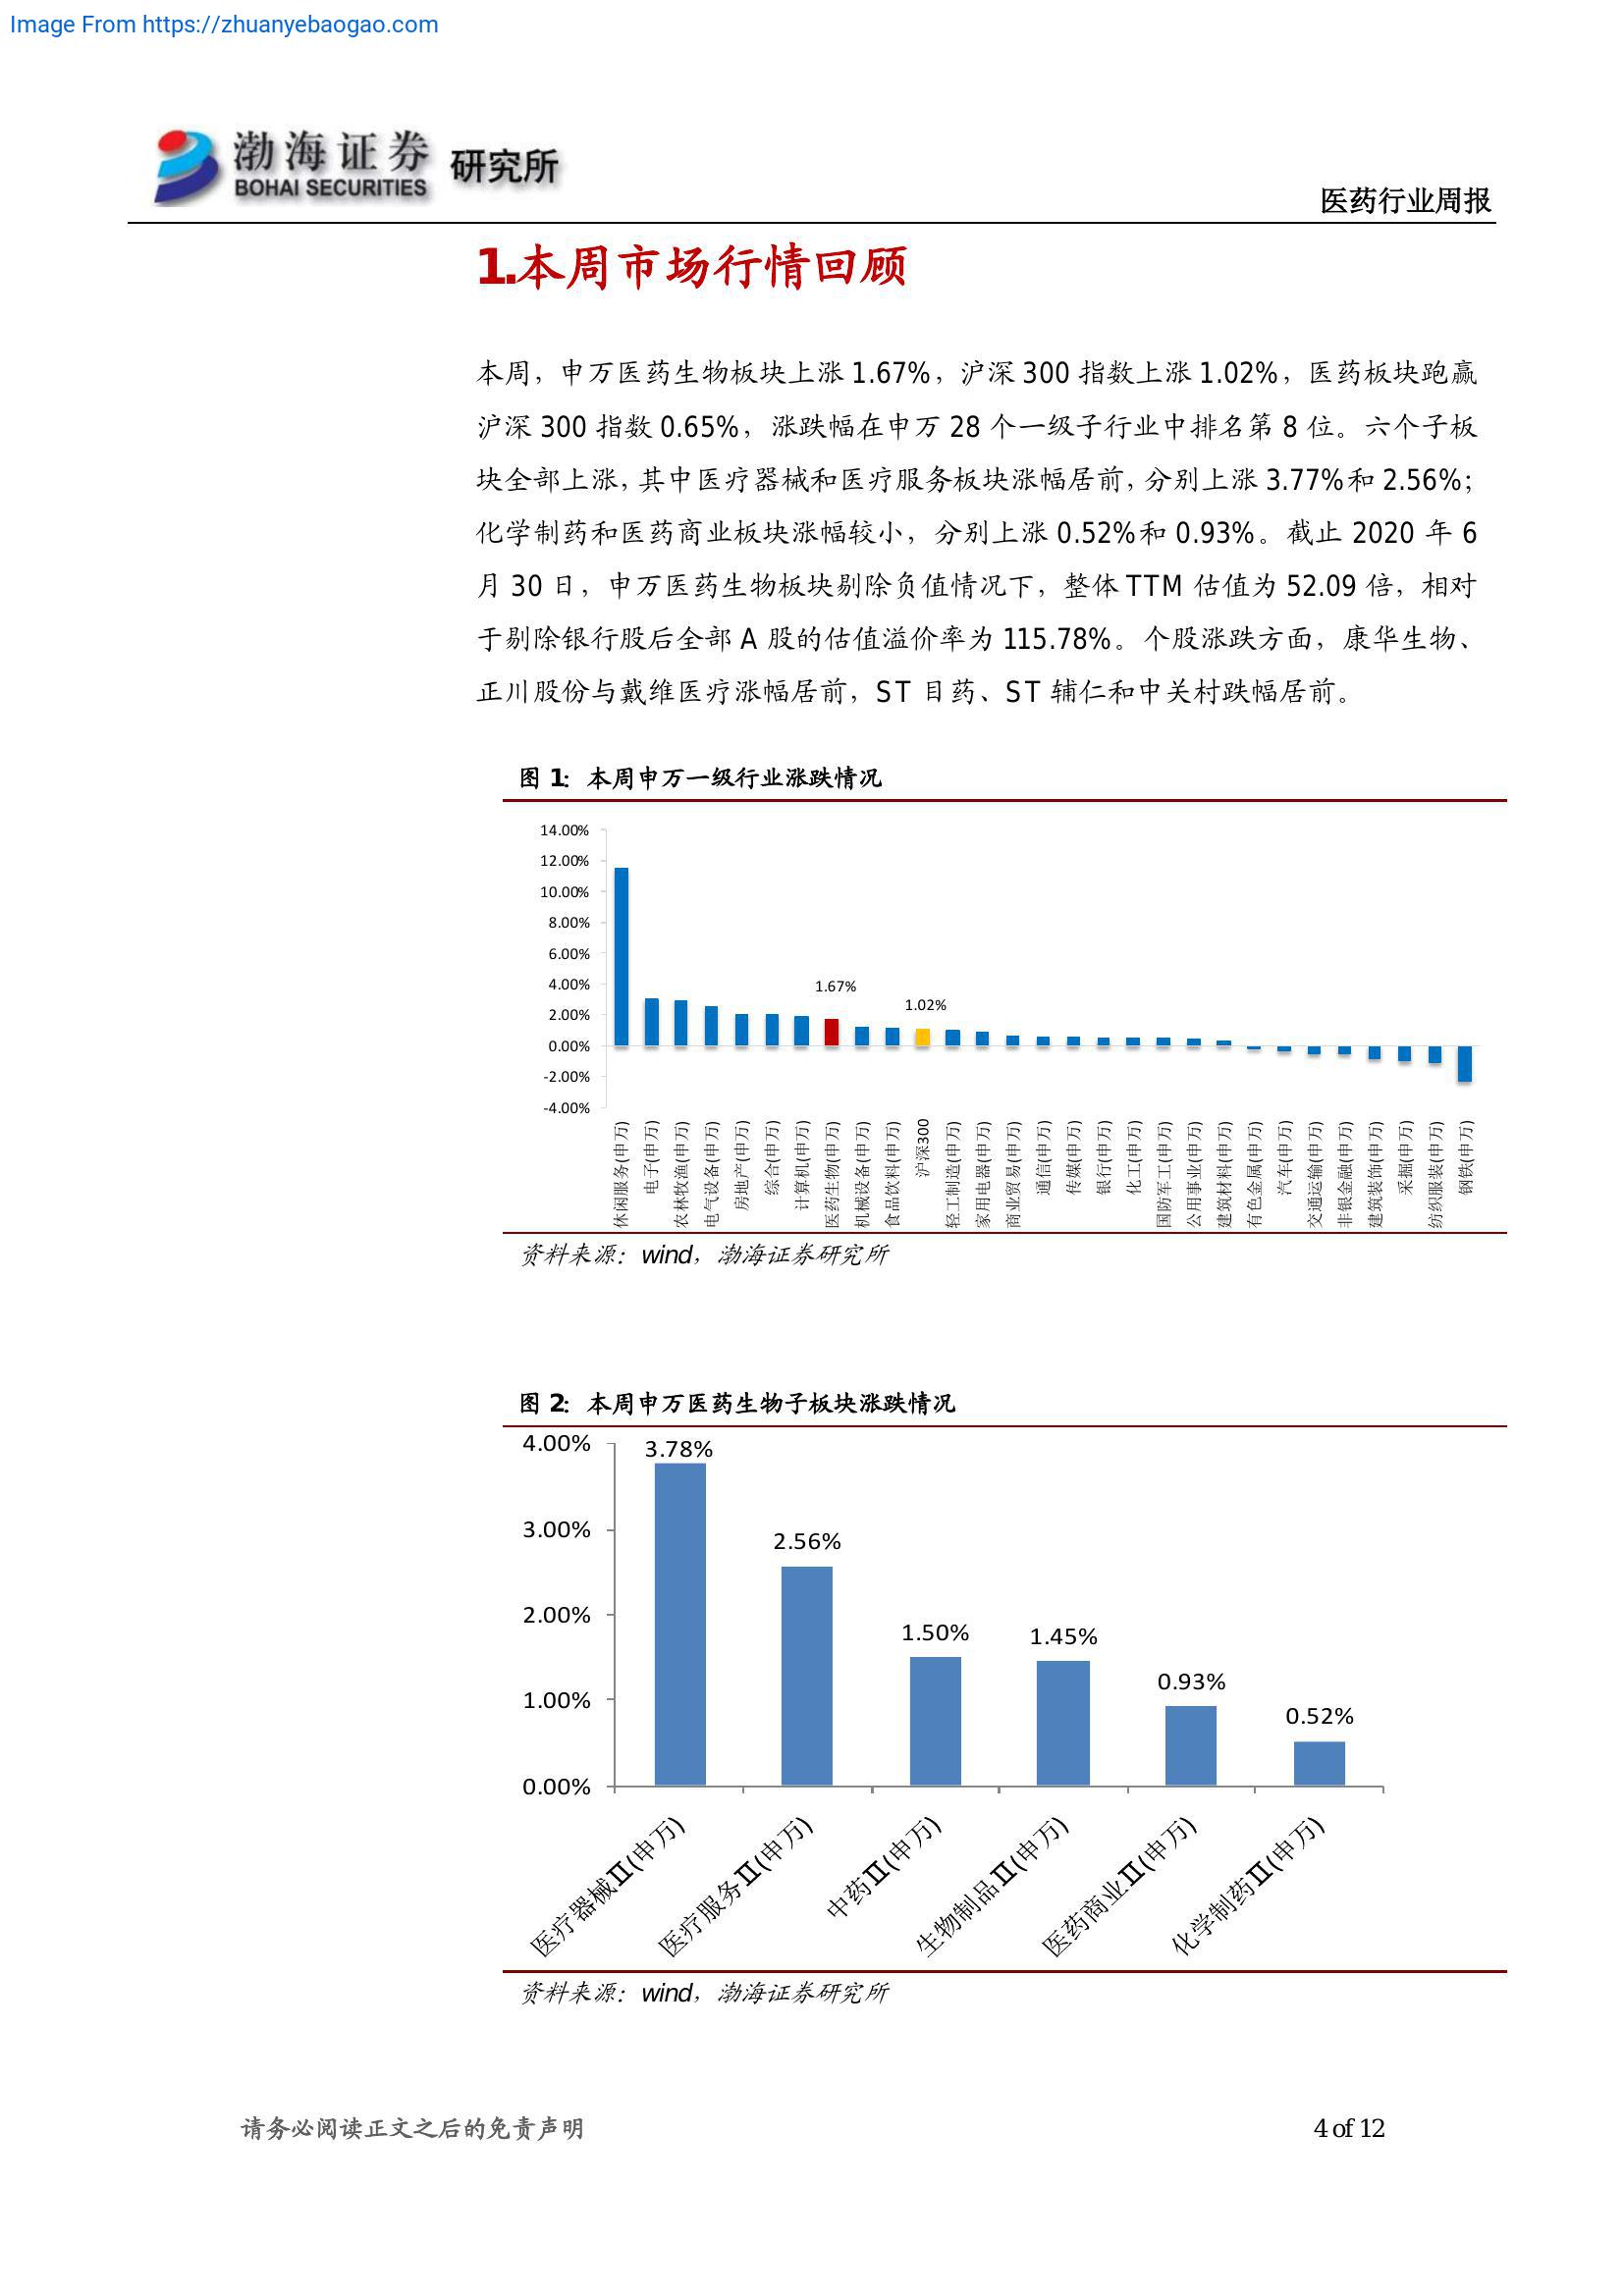 Image From https://zhuanyebaogao.com
渤海证券 研究所
BOHAI SECURITIES
医药行业周报
1.本周市场行情回顾
本周，申万医药生物板块上涨 1.67%，沪深 300 指数上涨 1.02%，医药板块跑赢
沪深 300 指数 0.65%，涨跌幅在申万 28 个一级子行业中排名第 8 位。六个子板
块全部上涨，其中医疗器械和医疗服务板块涨幅居前，分别上涨 3.77%和 2.56%；
化学制药和医药商业板块涨幅较小，分别上涨 0.52%和 0.93%。截止 2020 年 6
月 30 日，申万医药生物板块剔除负值情况下，整体 TTM 估值为 52.09 倍，相对
于剔除银行股后全部 A 股的估值溢价率为 115.78%。个股涨跌方面，康华生物、
正川股份与戴维医疗涨幅居前，ST 目药、ST 辅仁和中关村跌幅居前。
图 1：本周申万一级行业涨跌情况
14.00%
12.00%
10.00%
8.00%
6.00%
4.00%
2.00%
0.00%
-2.00%
-4.00%
1.67%
1.02%
休闲服务(申万)
电子(申万)
农林牧渔(申万)
电气设备(申万)
房地产(申万)
综合(申万)
计算机(申万)
医药生物(申万)
机械设备(申万)
食品饮料(申万)
沪深300
轻工制造(申万)
家用电器(申万)
商业贸易(申万)
通信(申万)
传媒(申万)
银行(申万)
化工(申万)
国防军工(申万)
公用事业(申万)
建筑材料(申万)
有色金属(申万)
汽车(申万)
交通运输(申万)
非银金融(申万)
建筑装饰(申万)
采掘(申万)
纺织服装(申万)
钢铁(申万)
资料来源：wind，渤海证券研究所
图 2：本周申万医药生物子板块涨跌情况
4.00%
3.00%
2.00%
1.00%
0.00%
3.78%
2.56%
1.50%
1.45%
0.93%
0.52%
医疗器械Ⅱ(申万)
医疗服务Ⅱ(申万)
中药Ⅱ(申万)
生物制品Ⅱ(申万)
医药商业Ⅱ(申万)
化学制药Ⅱ(申万)
资料来源：wind，渤海证券研究所
请务必阅读正文之后的免责声明
4 of 12